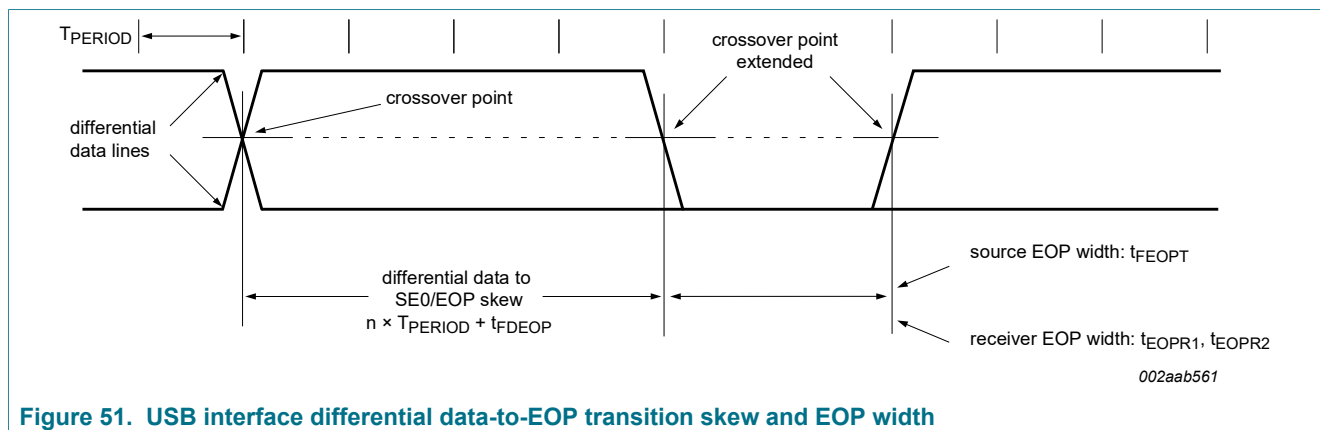 TPERIOD
crossover point
extended
crossover point
differential
data lines
differential data to
SE0/EOP skew
n × TPERIOD + tFDEOP
source EOP width: tFEOPT
receiver EOP width: tEOPR1, tEOPR2
002aab561
Figure 51. USB interface differential data-to-EOP transition skew and EOP width